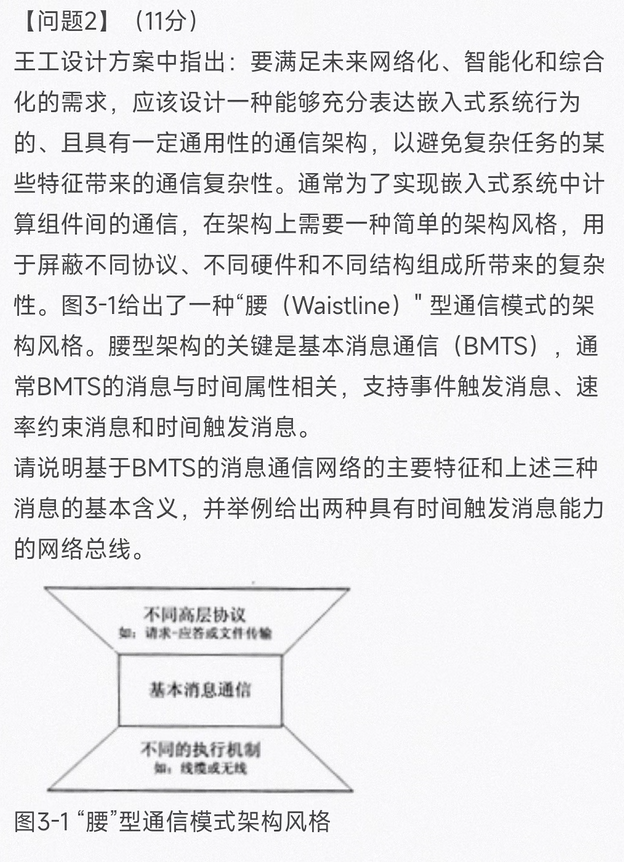 【问题2】（11分）
王工设计方案中指出：要满足未来网络化、智能化和综合
化的需求，应该设计一种能够充分表达嵌入式系统行为
的、且具有一定通用性的通信架构，以避免复杂任务的某
些特征带来的通信复杂性。通常为了实现嵌入式系统中计
算组件间的通信，在架构上需要一种简单的架构风格，用
于屏蔽不同协议、不同硬件和不同结构组成所带来的复杂
性。图3-1给出了一种“腰（Waistline）" 型通信模式的架
构风格。腰型架构的关键是基本消息通信（BMTS），通
常BMTS的消息与时间属性相关，支持事件触发消息、速
率约束消息和时间触发消息。
请说明基于BMTS的消息通信网络的主要特征和上述三种
消息的基本含义，并举例给出两种具有时间触发消息能力
的网络总线。
不同高层协议
如：请求-应答或文件传输
基本消息通信
不同的执行机制
如：线缆或无线
图3-1 “腰”型通信模式架构风格